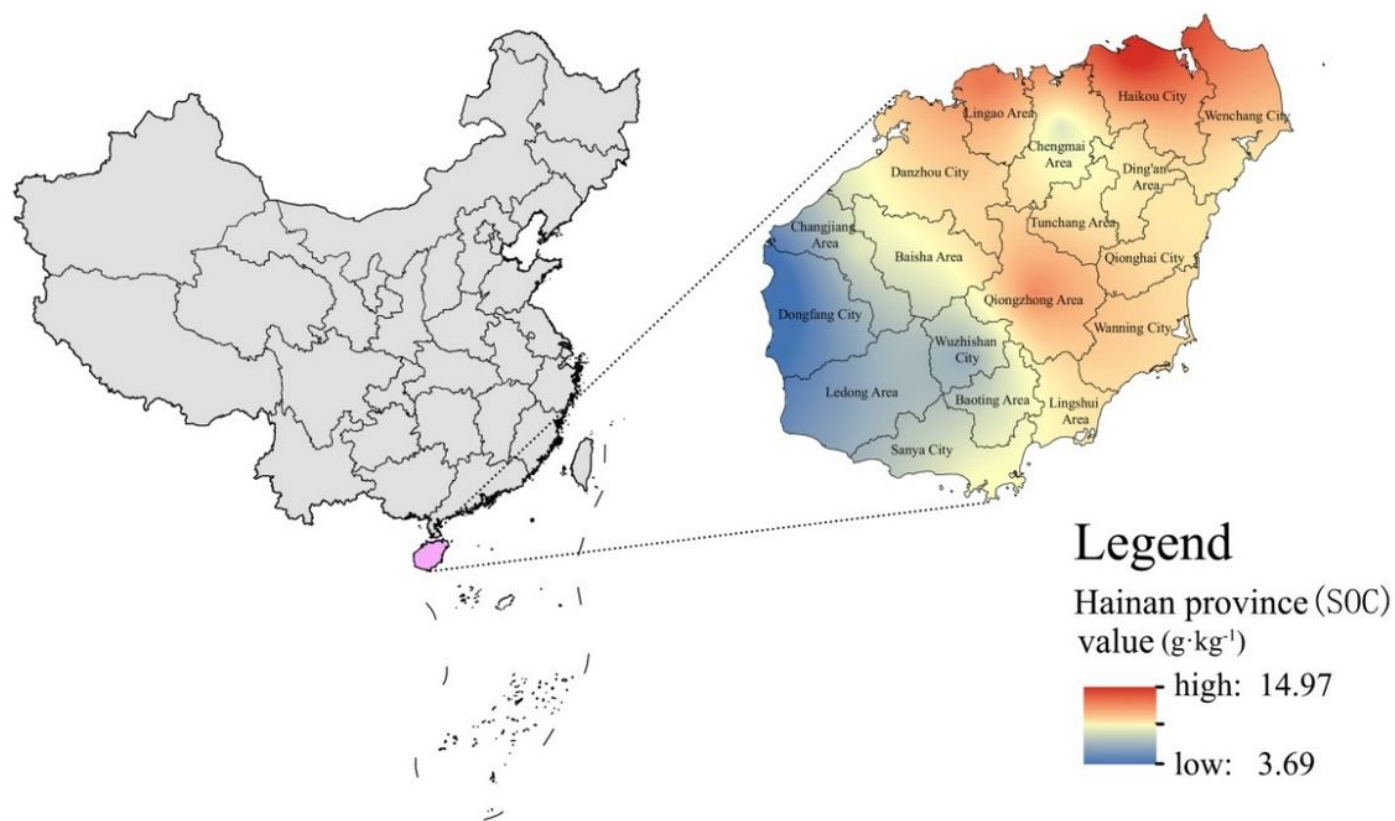 Haikou City
Lingao Area
Wenchang City
Chengmai
Area
Danzhou City
Ding'an
Area
Changjiang
Area
Tunchang Area
Baisha Area
Qionghai City
Qiongzhong Area
Dongfang City
Wanning City
Wuzhishan
City
Ledong Area
Baoting Area
Lingshui
Area
Sanya City
Legend
Hainan province (SOC)
value (g·kg⁻¹)
high: 14.97
low: 3.69